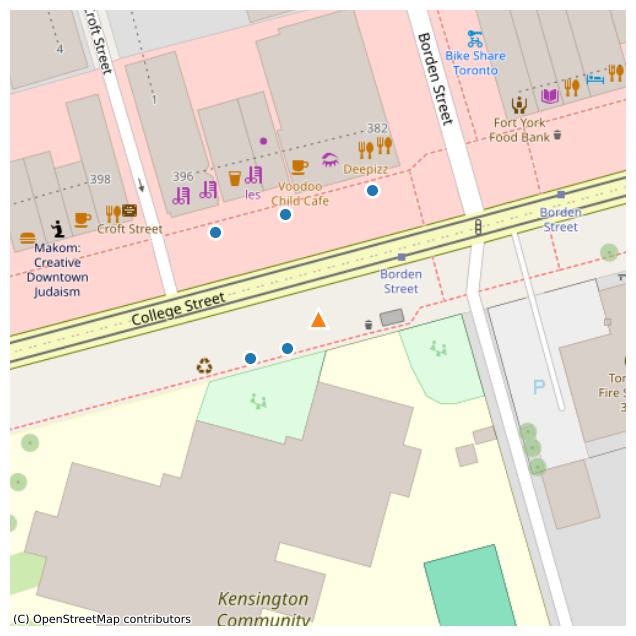 Croft Street
4
Borden Street
Bike Share
Toronto
1
Fort York
Food Bank
382
Deepizz
396
les
Voodoo
Child Cafe
398
Croft Street
Makom:
Creative
Downtown
Judaism
Borden
Street
Borden
Street
College Street
P
Tor
Fire S
3
Kensington
Community
(C) OpenStreetMap contributors